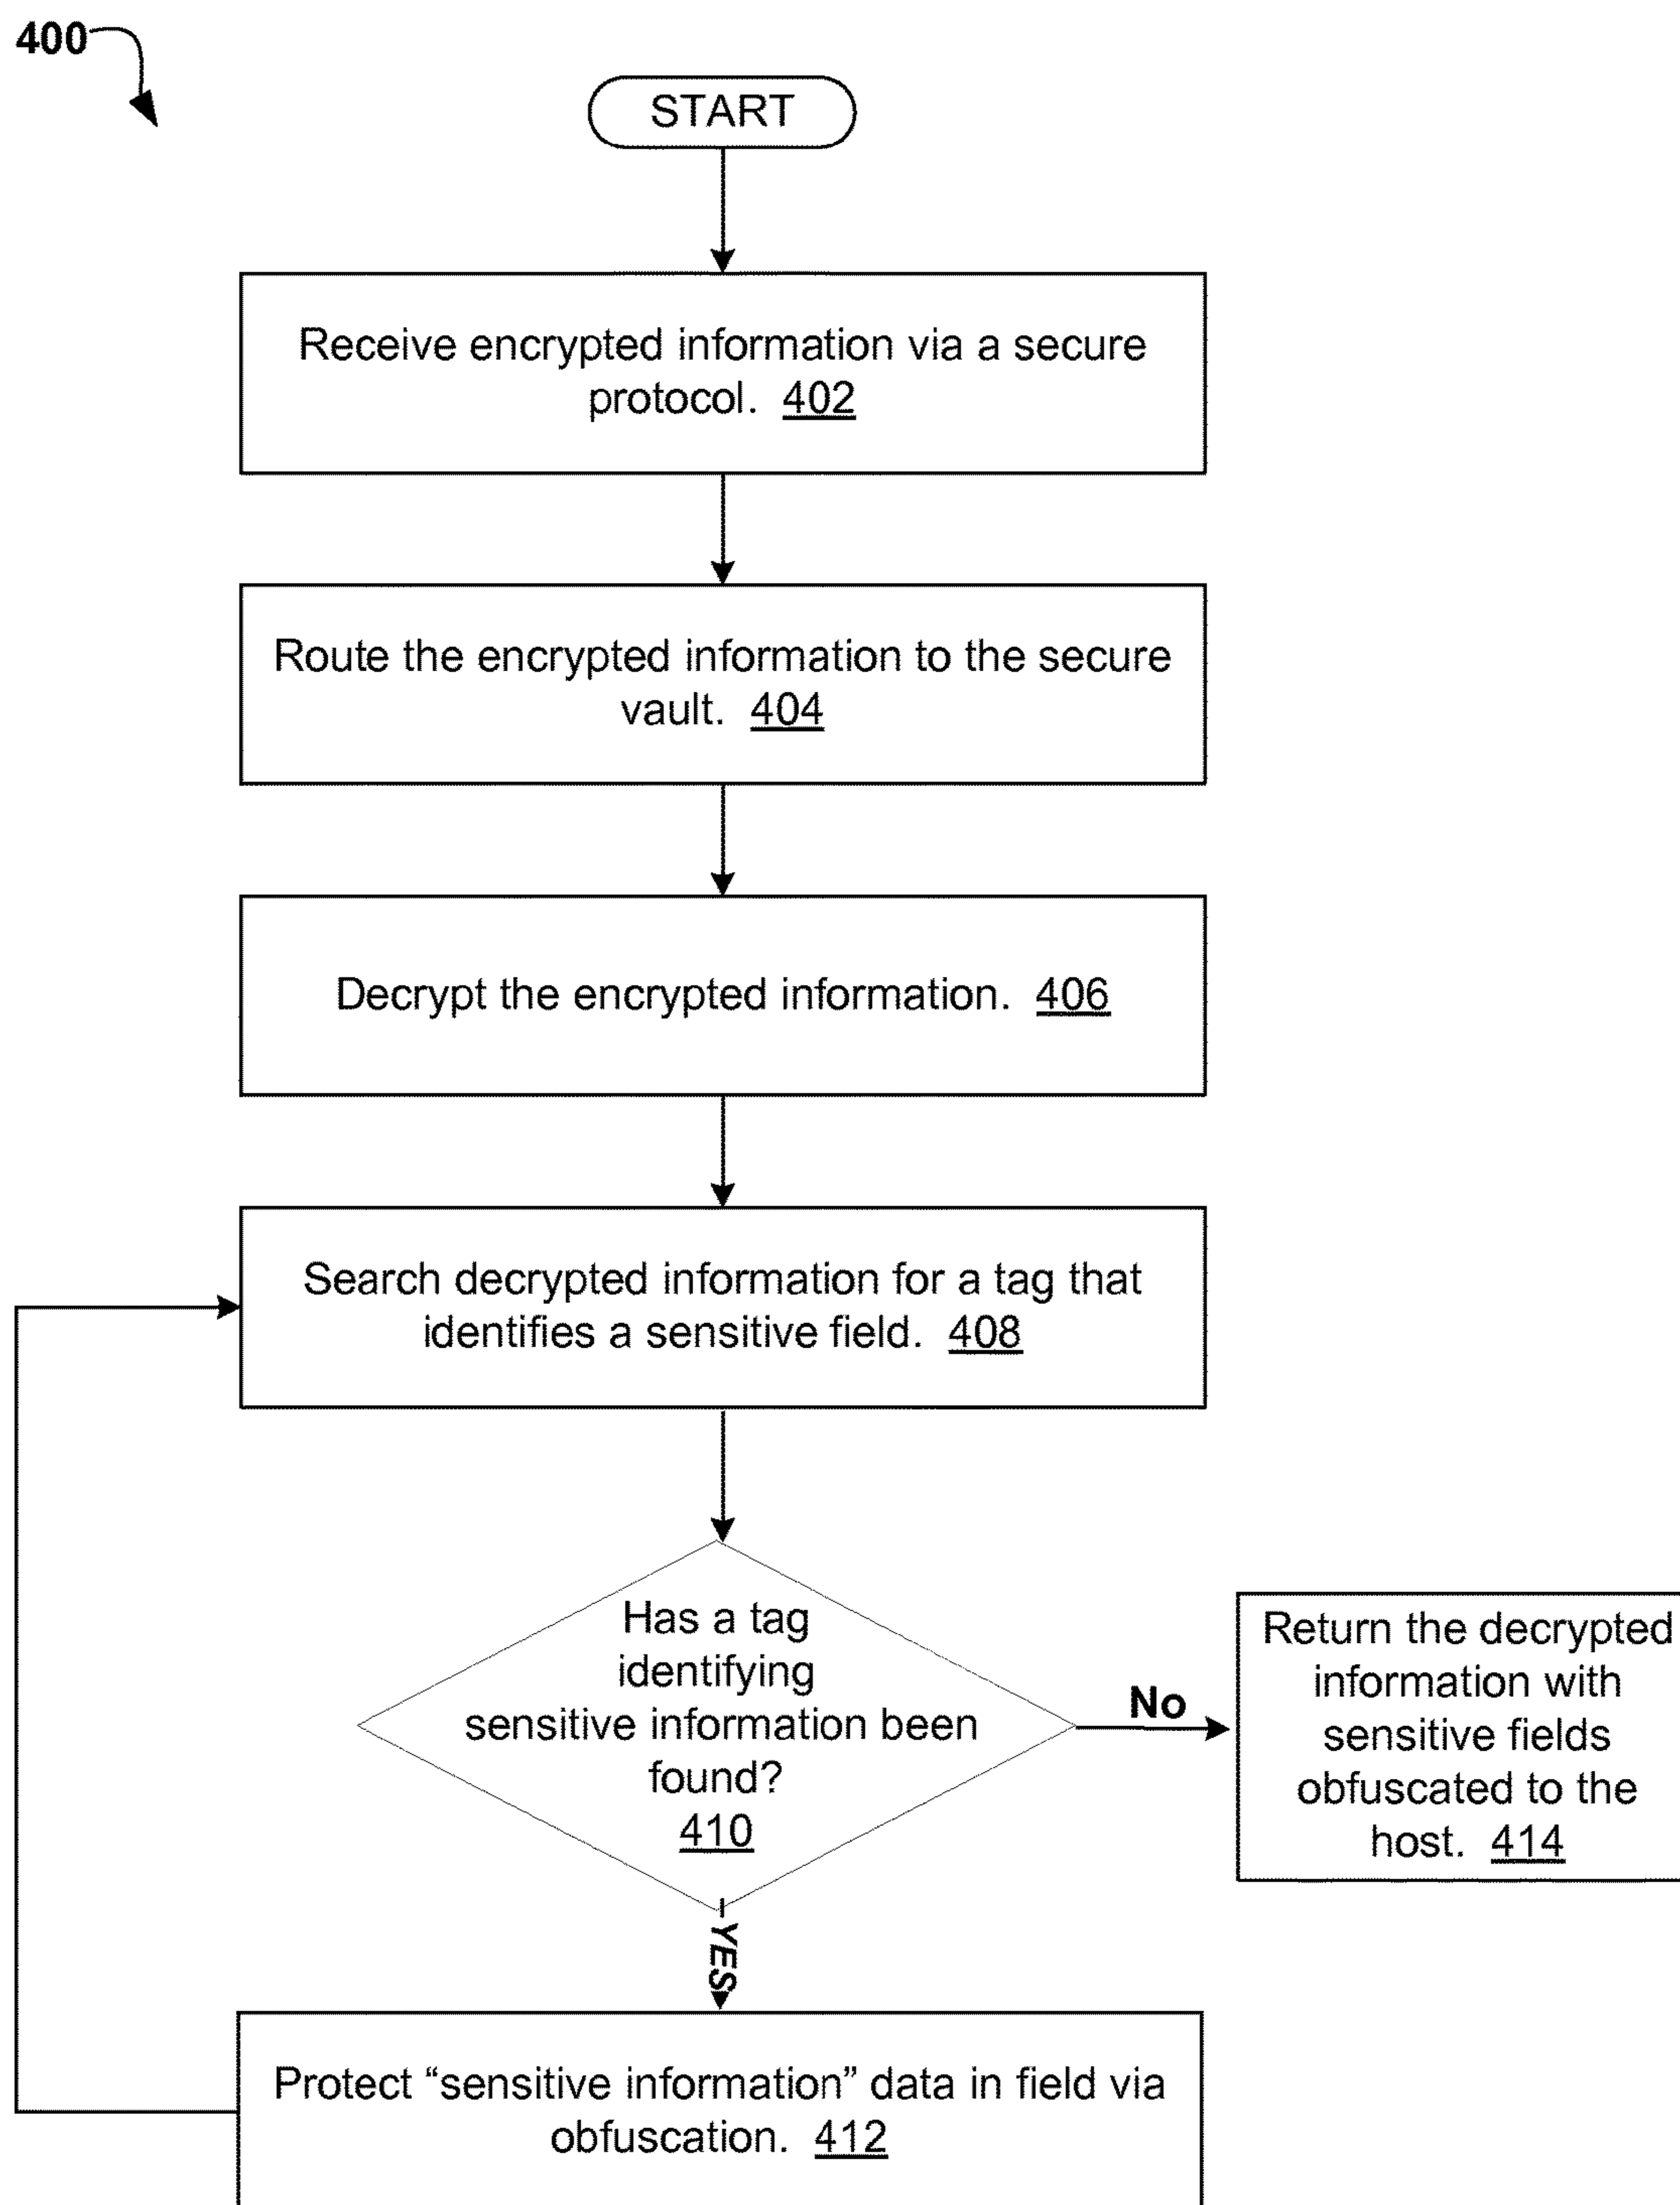 400
START
Receive encrypted information via a secure
protocol. 402
Route the encrypted information to the secure
vault. 404
Decrypt the encrypted information. 406
Search decrypted information for a tag that
identifies a sensitive field. 408
Has a tag
identifying
sensitive information been
found?
410
No
Return the decrypted
information with
sensitive fields
obfuscated to the
host. 414
YES
Protect “sensitive information” data in field via
obfuscation. 412